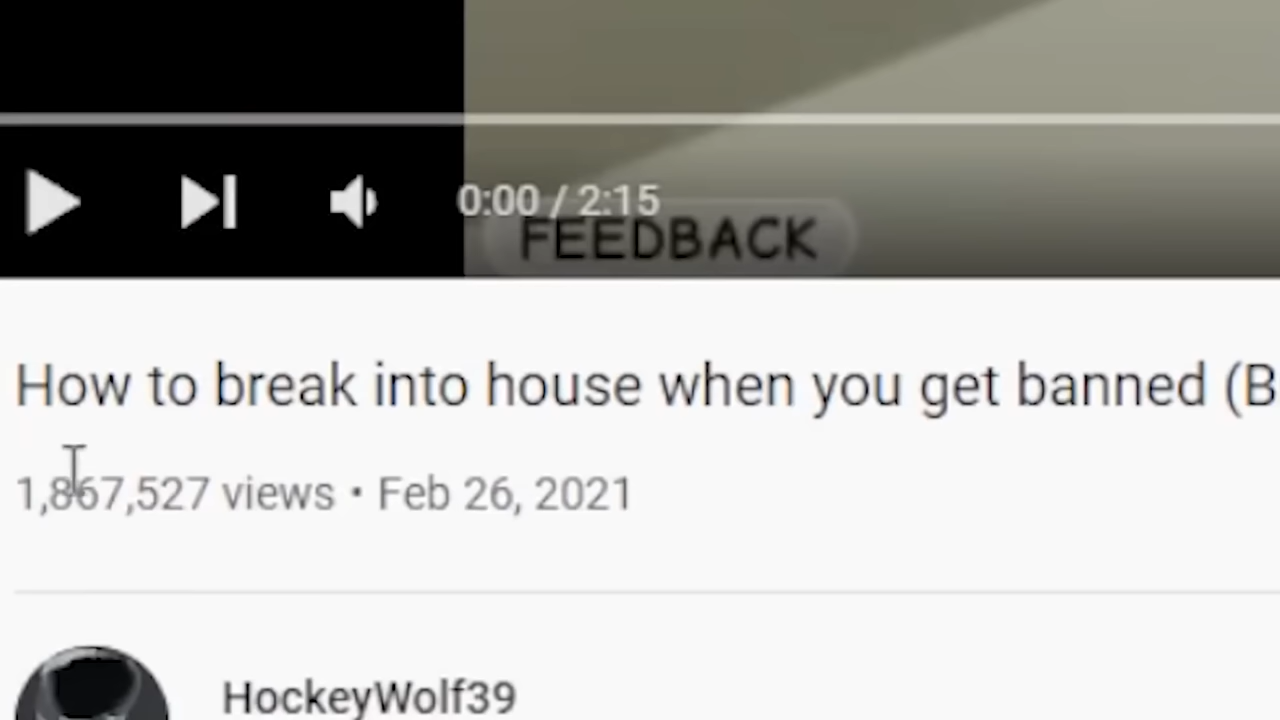 0:00 / 2:15
FEEDBACK
How to break into house when you get banned (B
1,867,527 views • Feb 26, 2021
HockeyWolf39